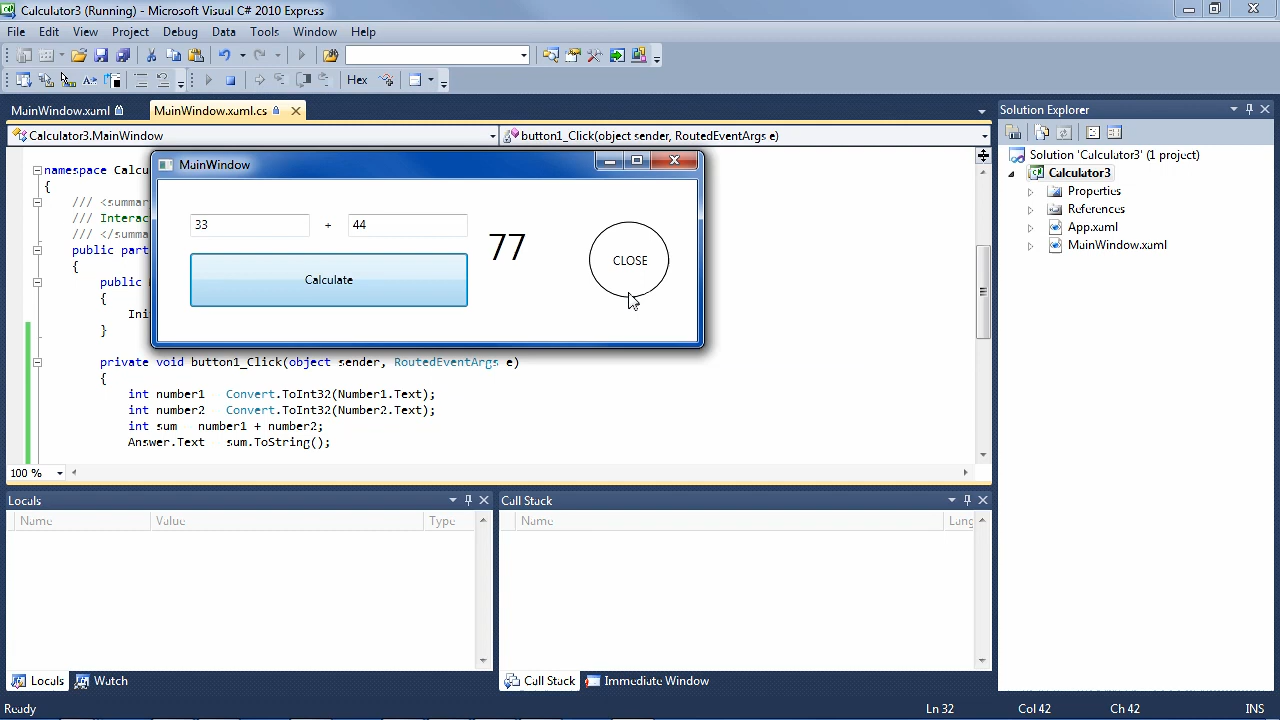 Calculator3 (Running) - Microsoft Visual C# 2010 Express
File Edit View Project Debug Data Tools Window Help
Hex
MainWindow.xaml MainWindow.xaml.cs
Solution Explorer
Calculator3.MainWindow button1_Click(object sender, RoutedEventArgs e)
Solution 'Calculator3' (1 project)
Calculator3
Properties
References
App.xaml
MainWindow.xaml
namespace Calcu
{
/// <summar
/// Interac
/// </summa
public part
{
public
{
Ini
}
MainWindow
33 + 44
77
Calculate
CLOSE
private void button1_Click(object sender, RoutedEventArgs e)
{
int number1 Convert.ToInt32(Number1.Text);
int number2 Convert.ToInt32(Number2.Text);
int sum number1 + number2;
Answer.Text sum.ToString();
100 %
Locals Call Stack
Name Value Type Name Lang
Locals Watch Call Stack Immediate Window
Ready Ln 32 Col 42 Ch 42 INS